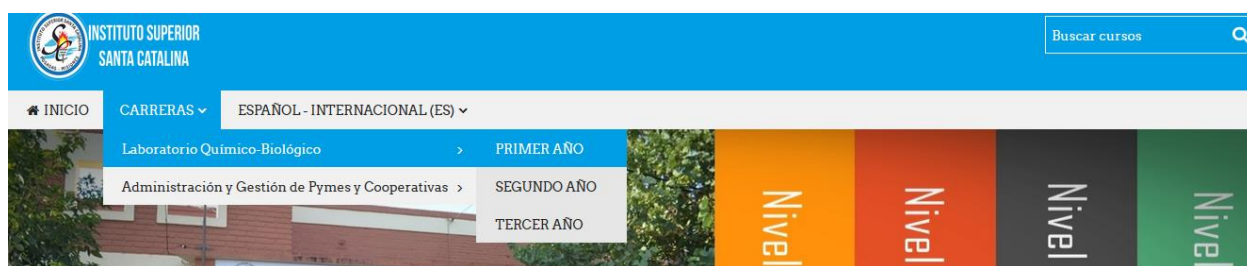 INSTITUTO SUPERIOR
SANTA CATALINA
Buscar cursos
INICIO
CARRERAS
ESPAÑOL - INTERNACIONAL (ES)
Laboratorio Químico-Biológico
PRIMER AÑO
Administración y Gestión de Pymes y Cooperativas
SEGUNDO AÑO
TERCER AÑO
Nivel
Nivel
Nivel
Nivel